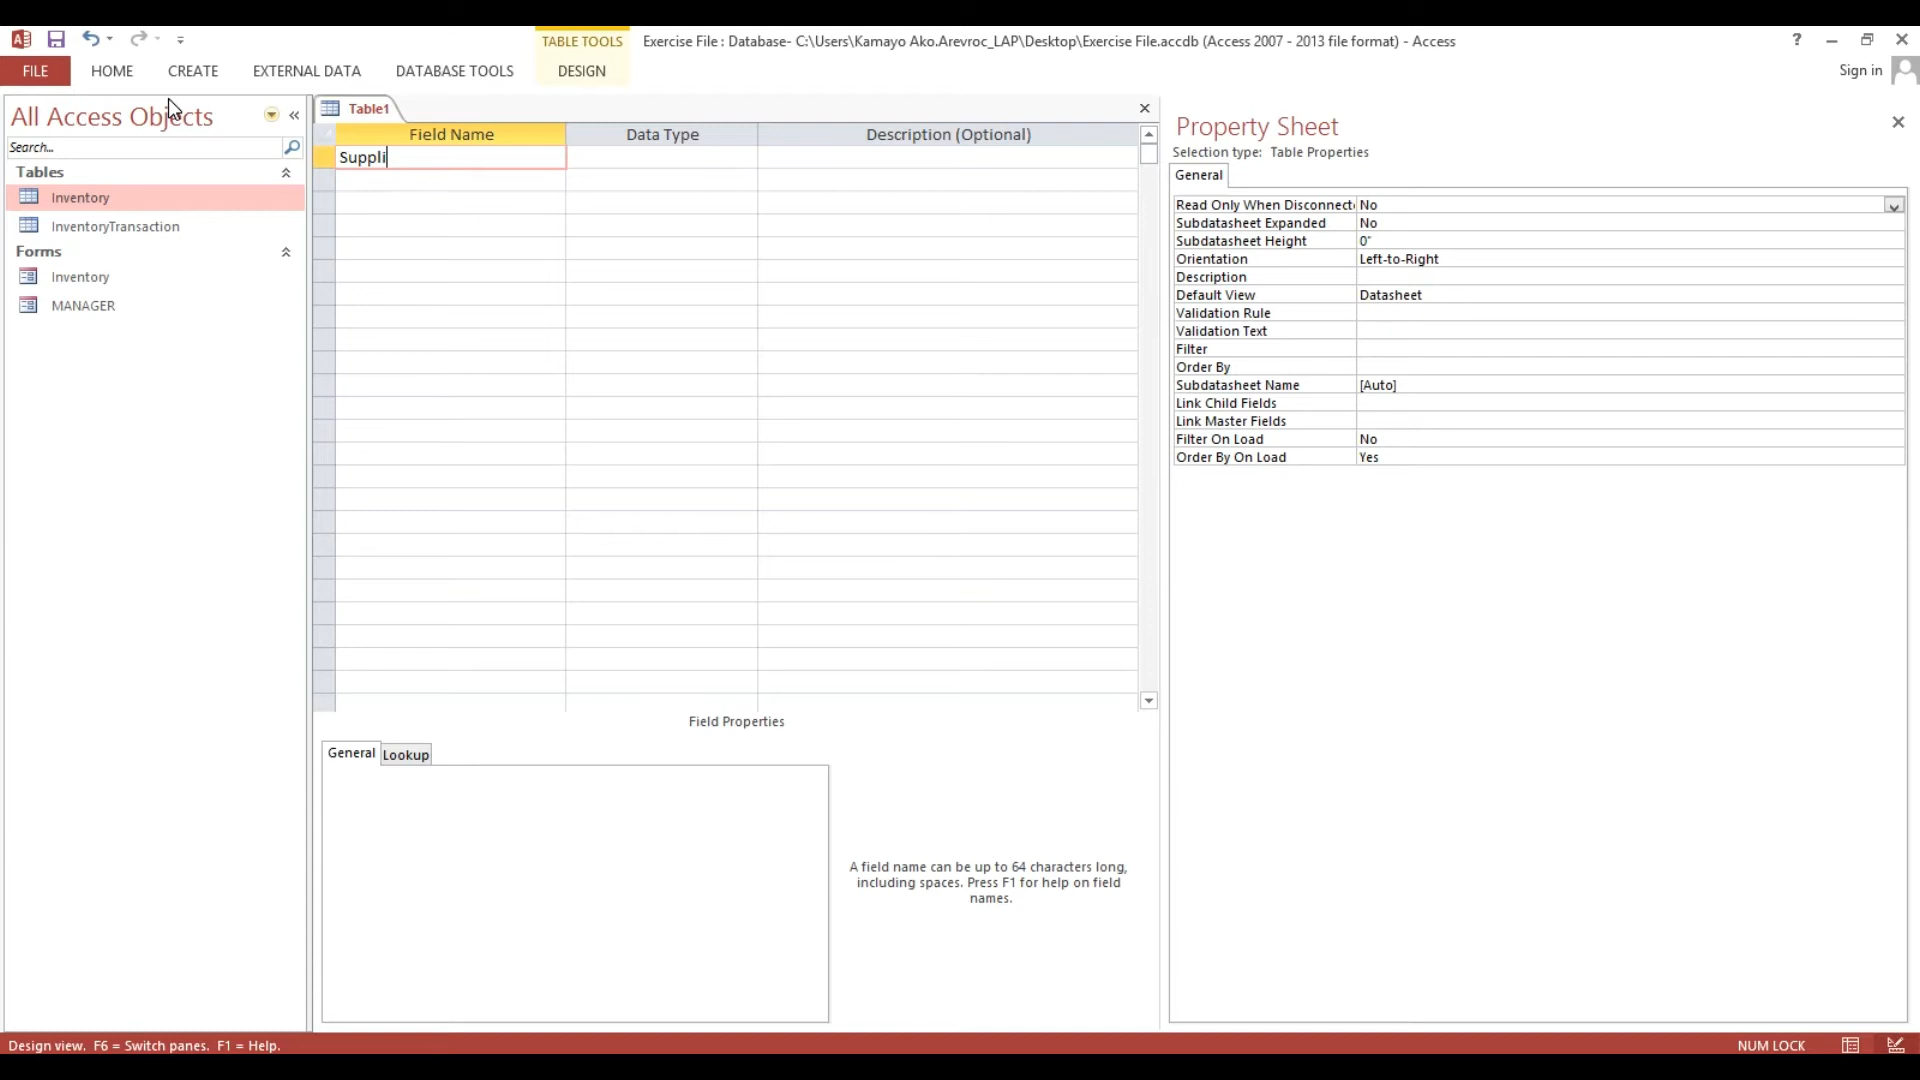 TABLE TOOLS
Exercise File : Database- C:\Users\Kamayo Ako.Arevroc_LAP\Desktop\Exercise File.accdb (Access 2007 - 2013 file format) - Access
?
FILE
HOME
CREATE
EXTERNAL DATA
DATABASE TOOLS
DESIGN
Sign in
All Access Objects
Search...
Tables
Inventory
InventoryTransaction
Forms
Inventory
MANAGER
Table1
Field Name
Data Type
Description (Optional)
Suppli
Field Properties
General
Lookup
A field name can be up to 64 characters long,
including spaces. Press F1 for help on field
names.
Property Sheet
Selection type: Table Properties
General
Read Only When Disconnect No
Subdatasheet Expanded No
Subdatasheet Height 0"
Orientation Left-to-Right
Description
Default View Datasheet
Validation Rule
Validation Text
Filter
Order By
Subdatasheet Name [Auto]
Link Child Fields
Link Master Fields
Filter On Load No
Order By On Load Yes
Design view. F6 = Switch panes. F1 = Help.
NUM LOCK